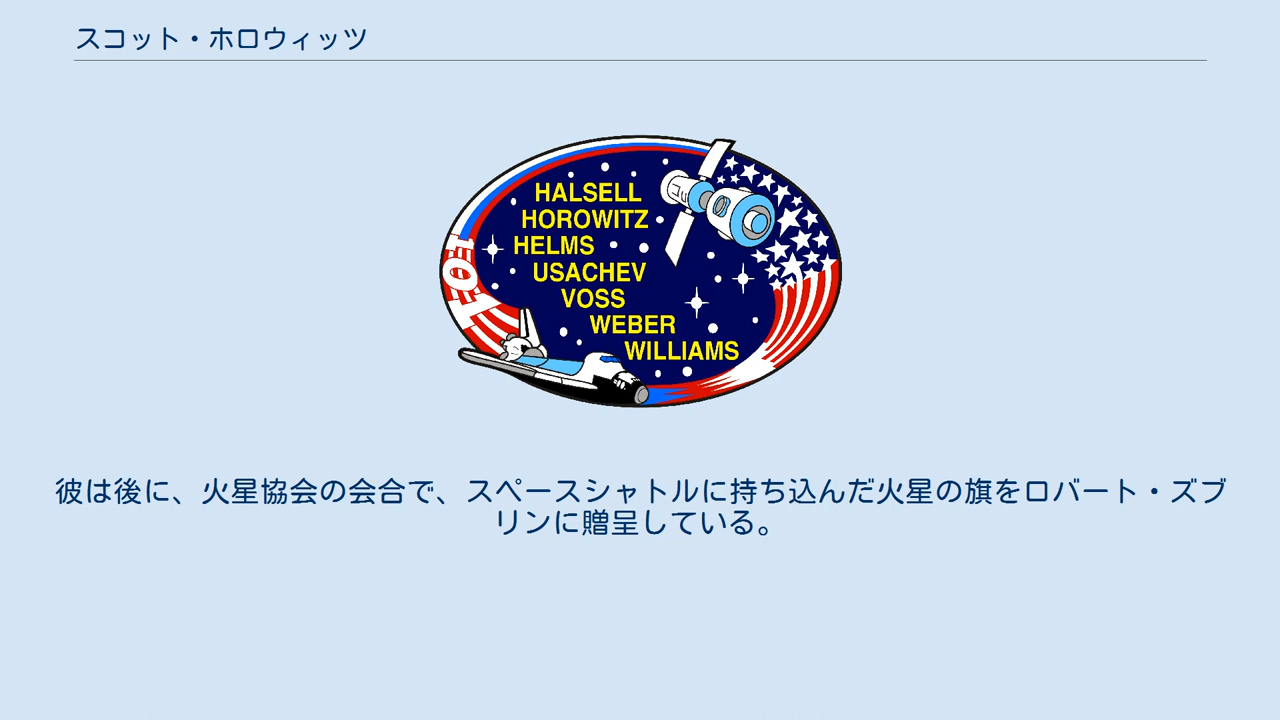 スコット・ホロウィッツ
HALSELL
HOROWITZ
HELMS
USACHEV
VOSS
WEBER
WILLIAMS
101
彼は後に、火星協会の会合で、スペースシャトルに持ち込んだ火星の旗をロバート・ズブ
リンに贈呈している。